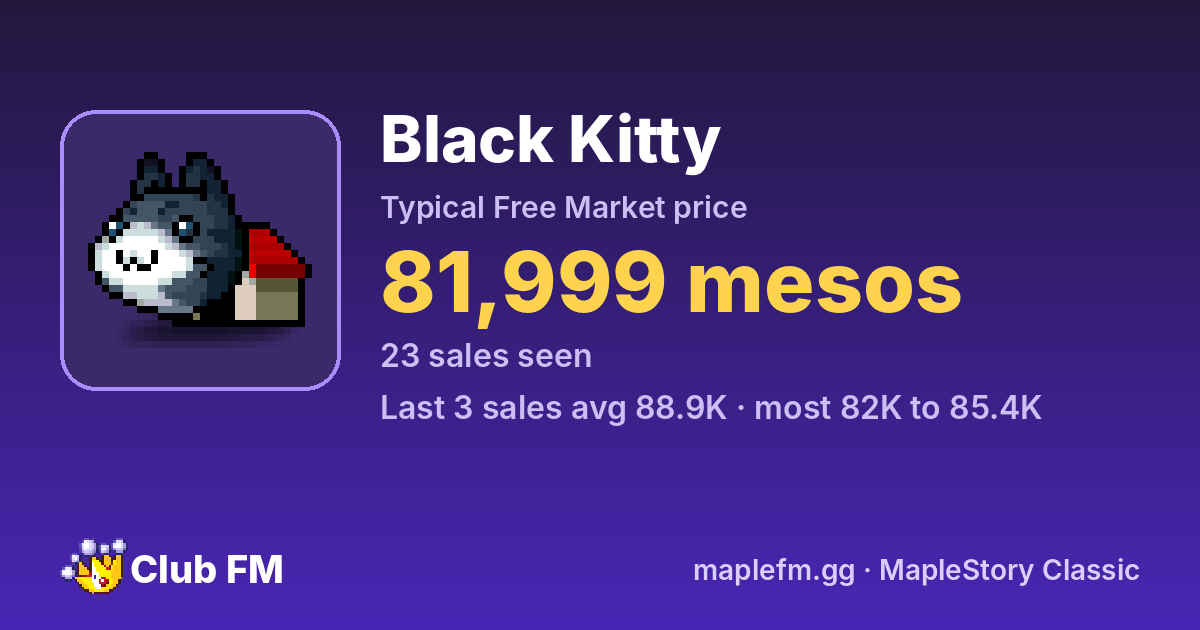 Black Kitty
Typical Free Market price
81,999 mesos
23 sales seen
Last 3 sales avg 88.9K · most 82K to 85.4K
Club FM
maplefm.gg · MapleStory Classic